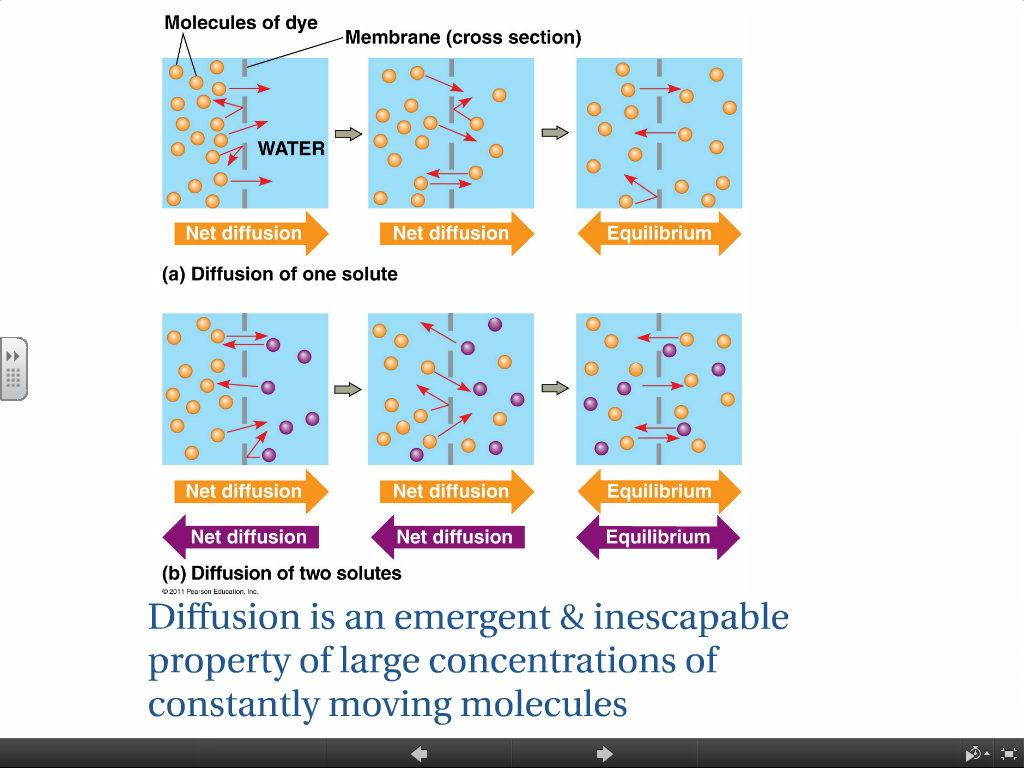 Molecules of dye
Membrane (cross section)
WATER
Net diffusion
Net diffusion
Equilibrium
(a) Diffusion of one solute
Net diffusion
Net diffusion
Equilibrium
Net diffusion
Net diffusion
Equilibrium
(b) Diffusion of two solutes
© 2011 Pearson Education, Inc.
Diffusion is an emergent & inescapable
property of large concentrations of
constantly moving molecules